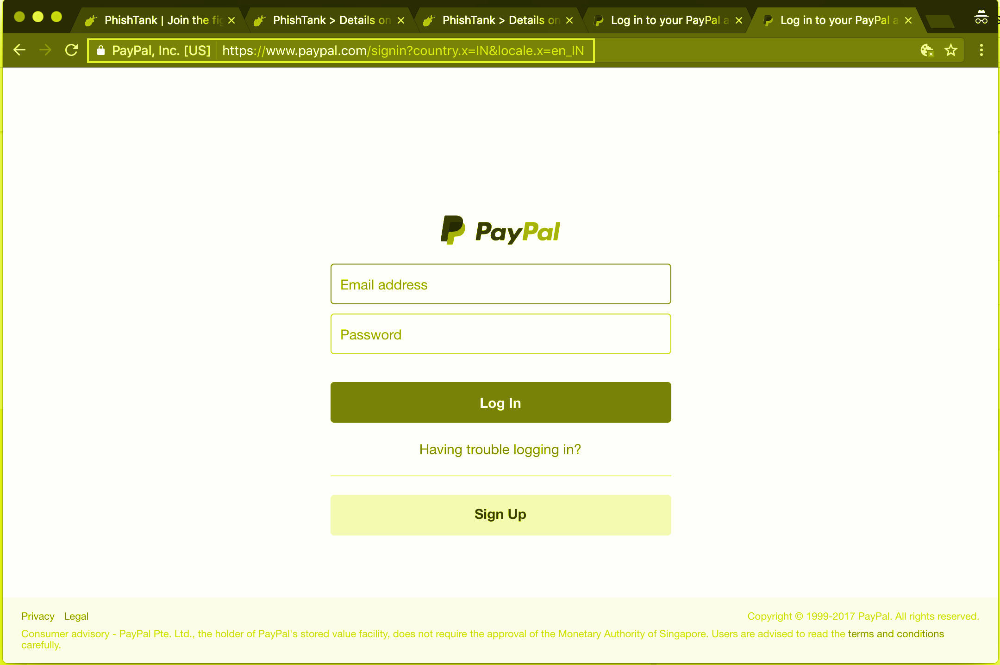 PhishTank | Join the fig
PhishTank > Details on
PhishTank > Details on
Log in to your PayPal a
Log in to your PayPal a
PayPal, Inc. [US] https://www.paypal.com/signin?country.x=IN&locale.x=en_IN
PayPal
Email address
Password
Log In
Having trouble logging in?
Sign Up
Privacy Legal
Copyright © 1999-2017 PayPal. All rights reserved.
Consumer advisory - PayPal Pte. Ltd., the holder of PayPal's stored value facility, does not require the approval of the Monetary Authority of Singapore. Users are advised to read the terms and conditions
carefully.